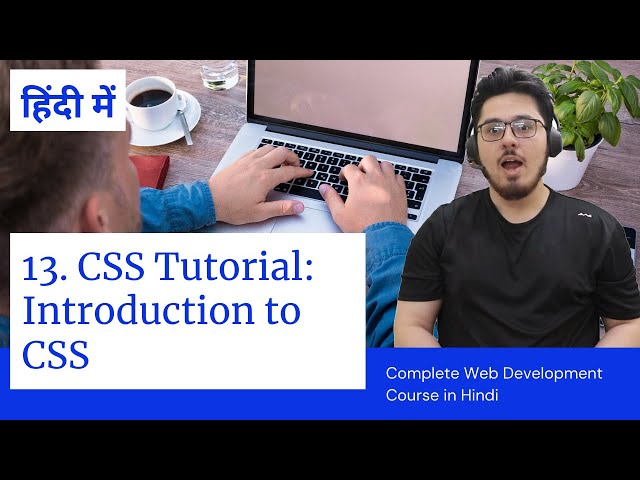 हिंदी में
13. CSS Tutorial:
Introduction to
CSS
Complete Web Development
Course in Hindi